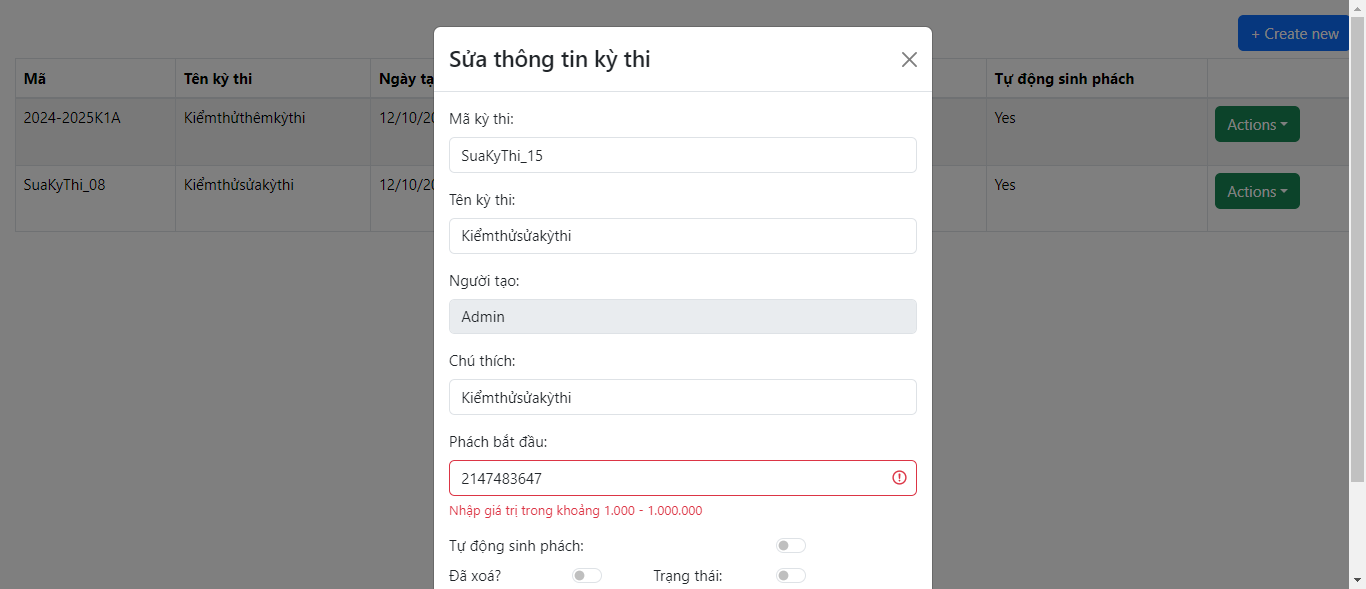 + Create new
Mã Tên kỳ thi Ngày tạ Tự động sinh phách
2024-2025K1A Kiểmthửthêmkỳthi 12/10/20 Yes Actions
SuaKyThi_08 Kiểmthửsửakỳthi 12/10/20 Yes Actions
Sửa thông tin kỳ thi
Mã kỳ thi:
SuaKyThi_15
Tên kỳ thi:
Kiểmthửsửakỳthi
Người tạo:
Admin
Chú thích:
Kiểmthửsửakỳthi
Phách bắt đầu:
2147483647
Nhập giá trị trong khoảng 1.000 - 1.000.000
Tự động sinh phách:
Đã xoá? Trạng thái: